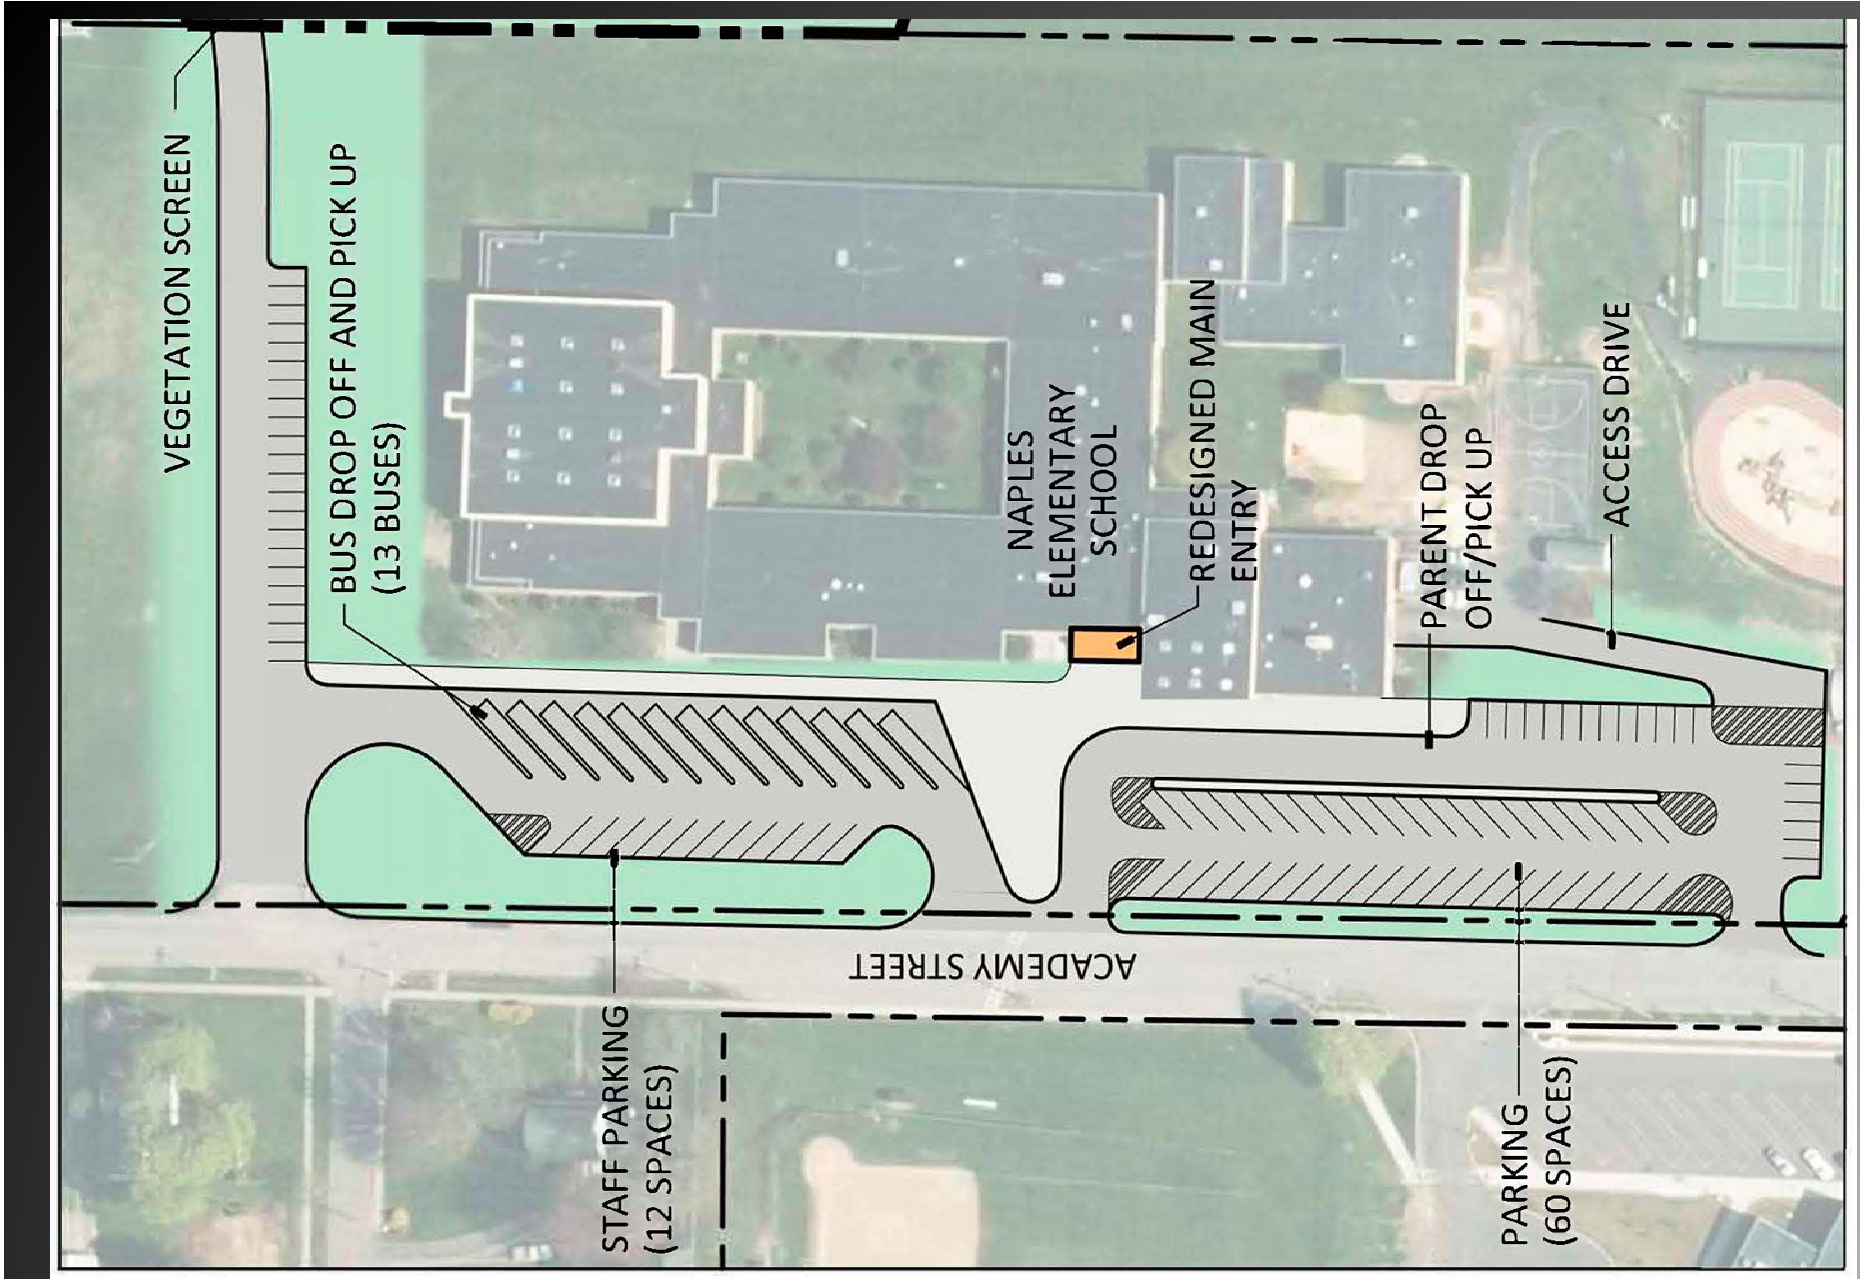 VEGETATION SCREEN
BUS DROP OFF AND PICK UP
(13 BUSES)
NAPLES
ELEMENTARY
SCHOOL
REDESIGNED MAIN
ENTRY
PARENT DROP
OFF/PICK UP
ACCESS DRIVE
ACADEMY STREET
STAFF PARKING
(12 SPACES)
PARKING
(60 SPACES)